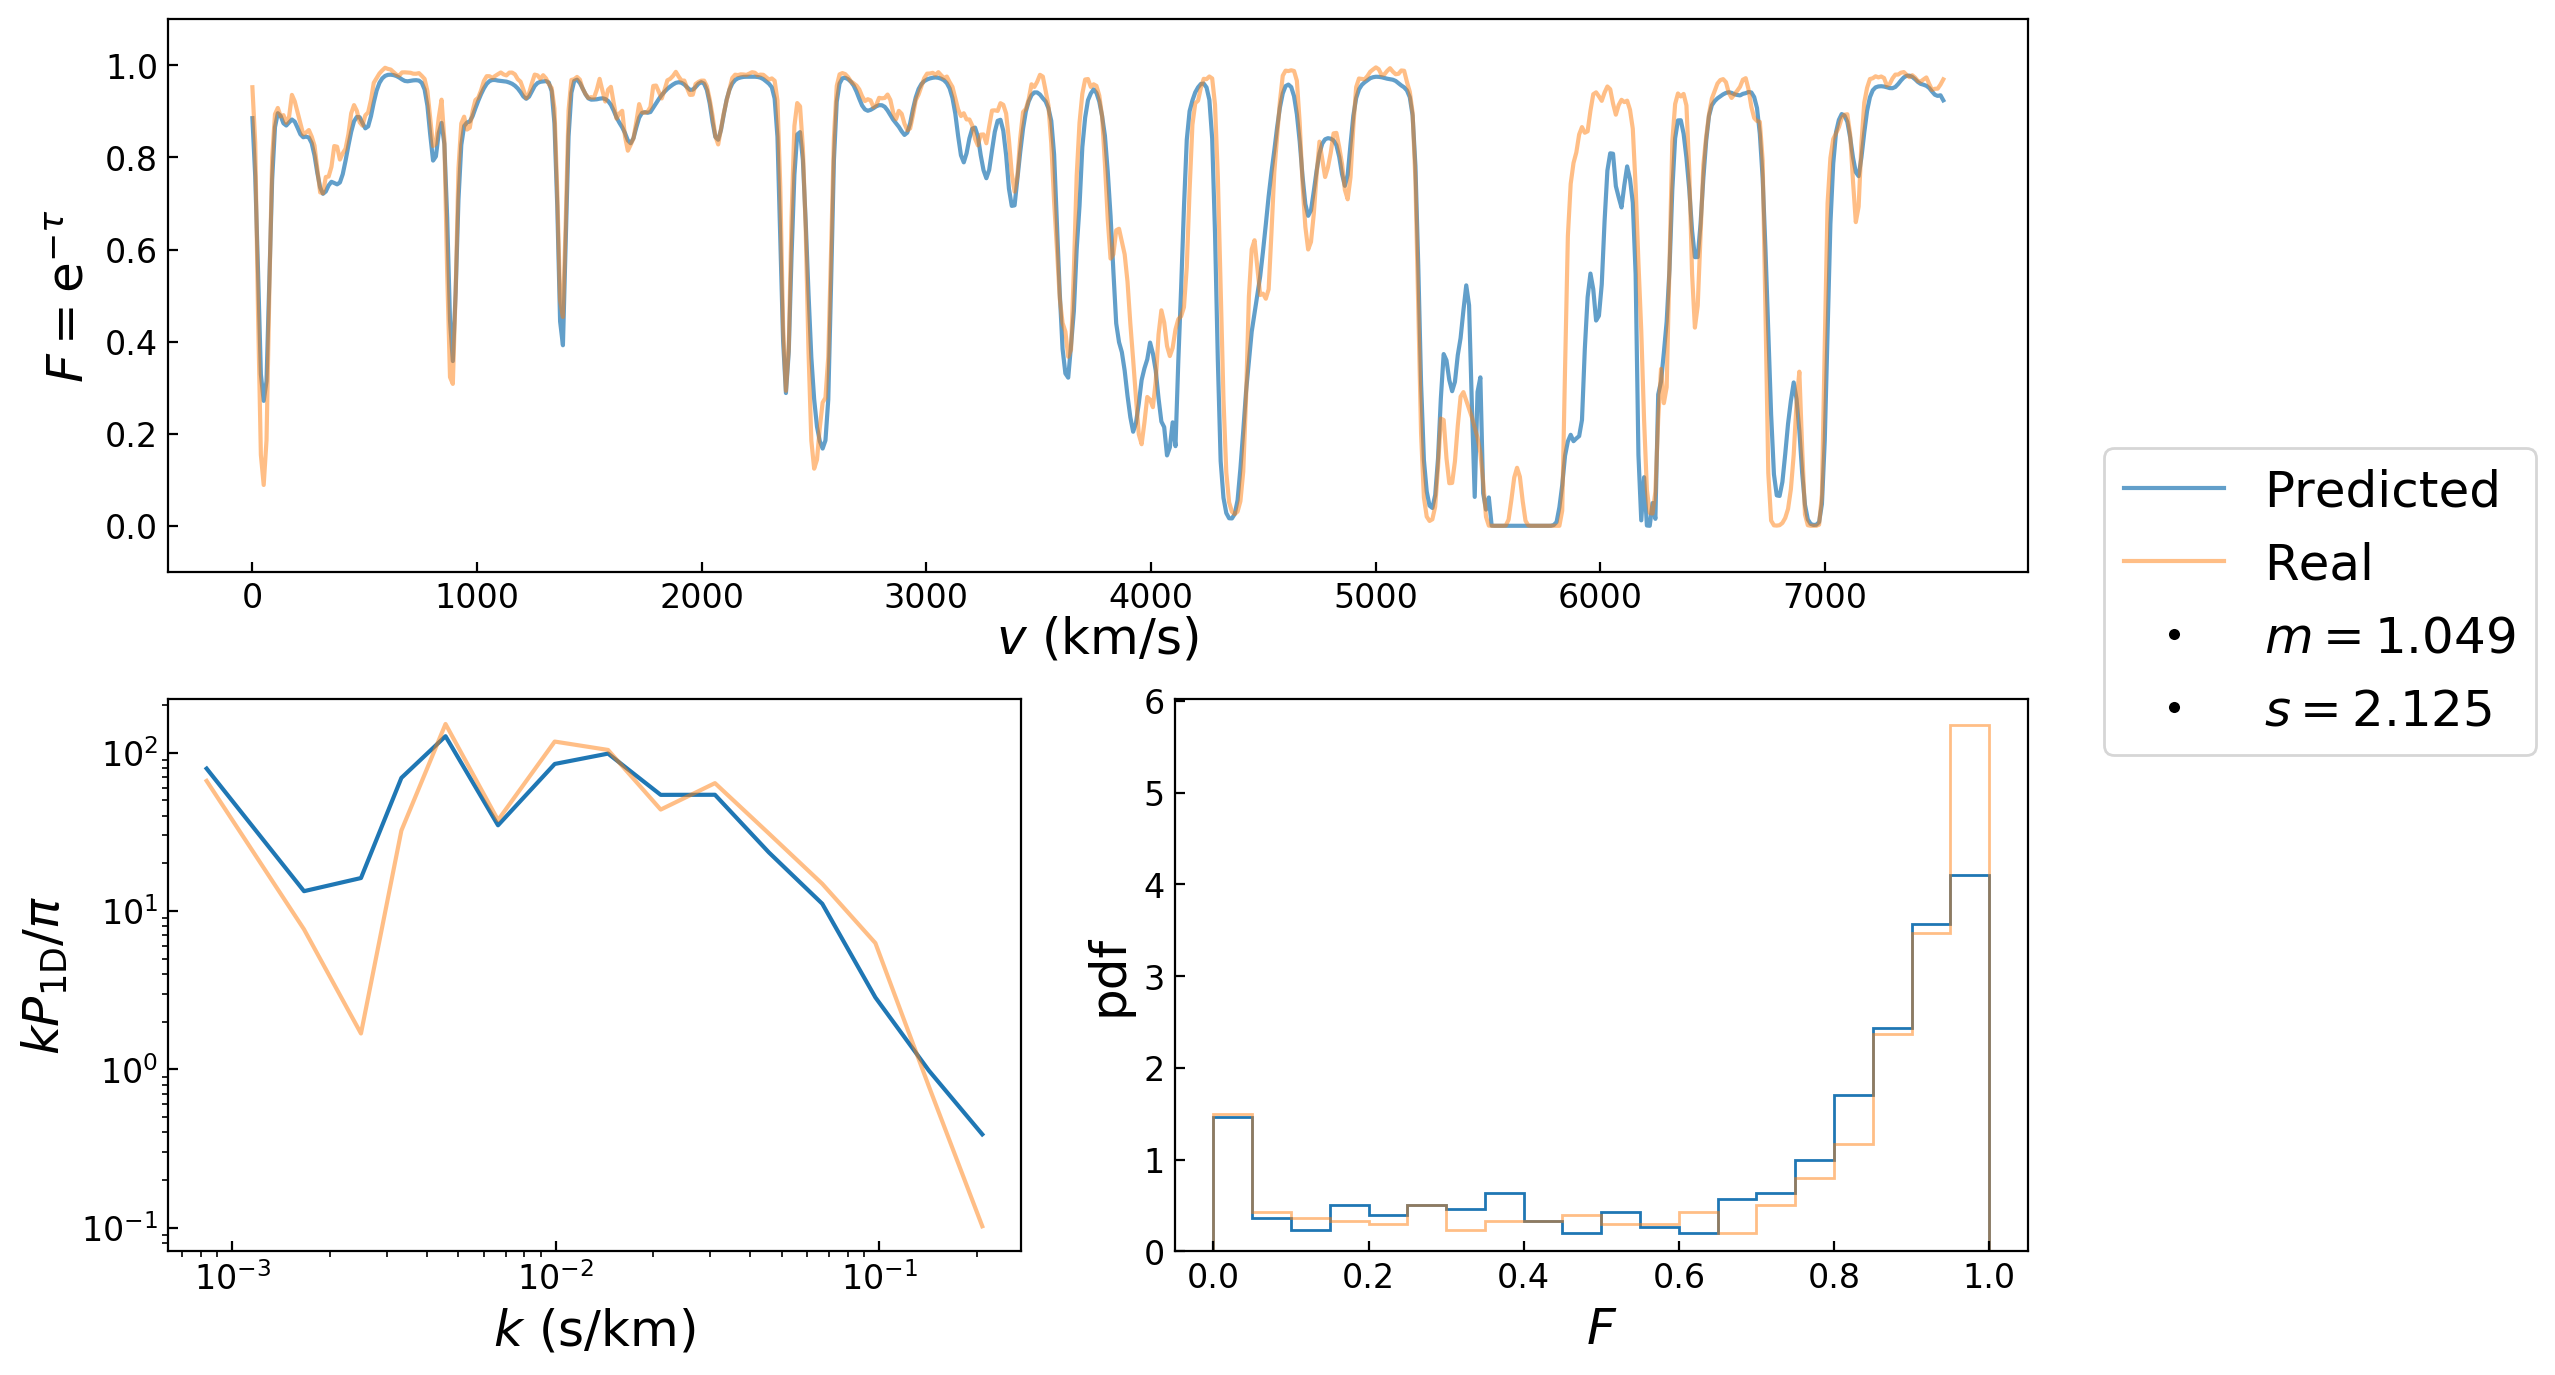 F = e^{−τ}
1.0
0.8
0.6
0.4
0.2
0.0
0 1000 2000 3000 4000 5000 6000 7000
v (km/s)
Predicted
Real
m = 1.049
s = 2.125
kP_{1D}/π
10^2
10^1
10^0
10^{−1}
10^{−3} 10^{−2} 10^{−1}
k (s/km)
pdf
6
5
4
3
2
1
0
0.0 0.2 0.4 0.6 0.8 1.0
F